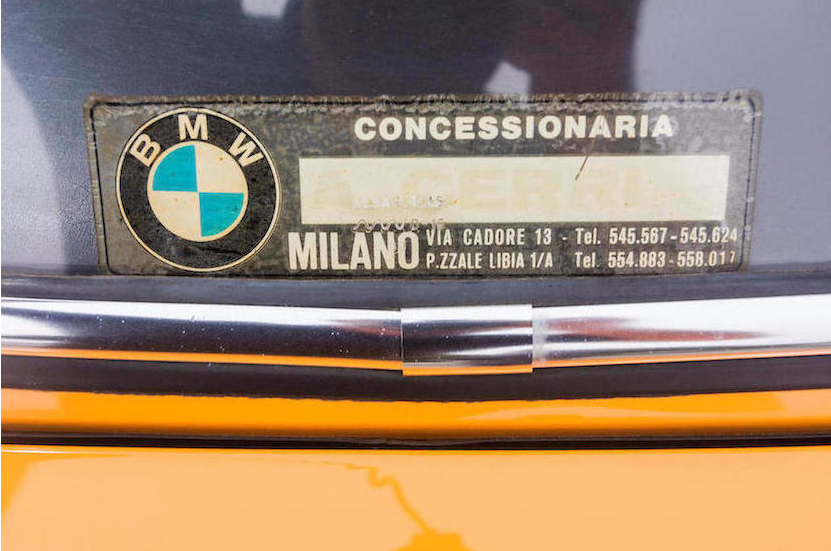 BMW
CONCESSIONARIA
A. CERRI
MILANO
VIA CADORE 13 - Tel. 545.567 - 545.624
P.ZZALE LIBIA 1/A Tel. 554.883 - 558.017